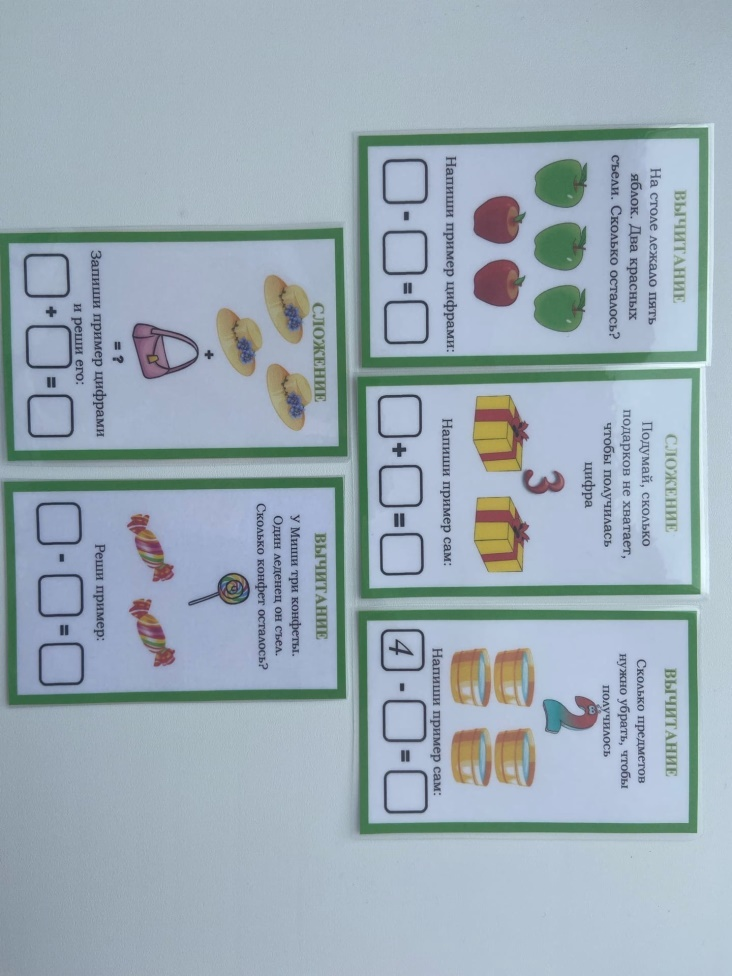 ВЫЧИТАНИЕ
На столе лежало пять
яблок. Два красных
съели. Сколько осталось?
Напиши пример цифрами:
- =
СЛОЖЕНИЕ
Подумай, сколько
подарков не хватает,
чтобы получилась
цифра
3
Напиши пример сам:
+ =
ВЫЧИТАНИЕ
Сколько предметов
нужно убрать, чтобы
получилось
2
Напиши пример сам:
4 - =
СЛОЖЕНИЕ
+
= ?
Запиши пример цифрами
и реши его:
+ =
ВЫЧИТАНИЕ
У Миши три конфеты.
Один леденец он съел.
Сколько конфет осталось?
Реши пример:
- =